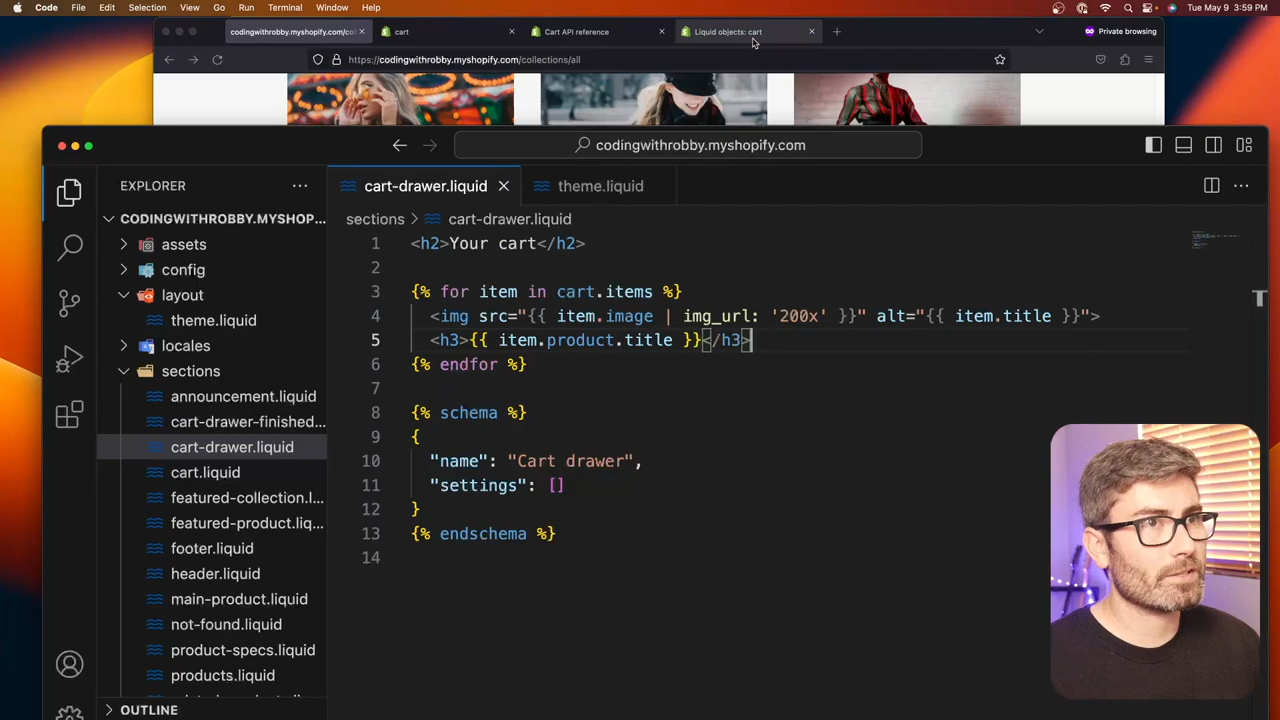 Code File Edit Selection View Go Run Terminal Window Help Tue May 9 3:59 PM
codingwithrobby.myshopify.com/col cart Cart API reference Liquid objects: cart Private browsing
https://codingwithrobby.myshopify.com/collections/all
codingwithrobby.myshopify.com
EXPLORER
cart-drawer.liquid
theme.liquid
CODINGWITHROBBY.MYSHOP...
assets
config
layout
theme.liquid
locales
sections
announcement.liquid
cart-drawer-finished...
cart-drawer.liquid
cart.liquid
featured-collection.l...
featured-product.liq...
footer.liquid
header.liquid
main-product.liquid
not-found.liquid
product-specs.liquid
products.liquid
OUTLINE
sections > cart-drawer.liquid
1 <h2>Your cart</h2>
2
3 {% for item in cart.items %}
4 <img src="{{ item.image | img_url: '200x' }}" alt="{{ item.title }}">
5 <h3>{{ item.product.title }}</h3>
6 {% endfor %}
7
8 {% schema %}
9 {
10 "name": "Cart drawer",
11 "settings": []
12 }
13 {% endschema %}
14